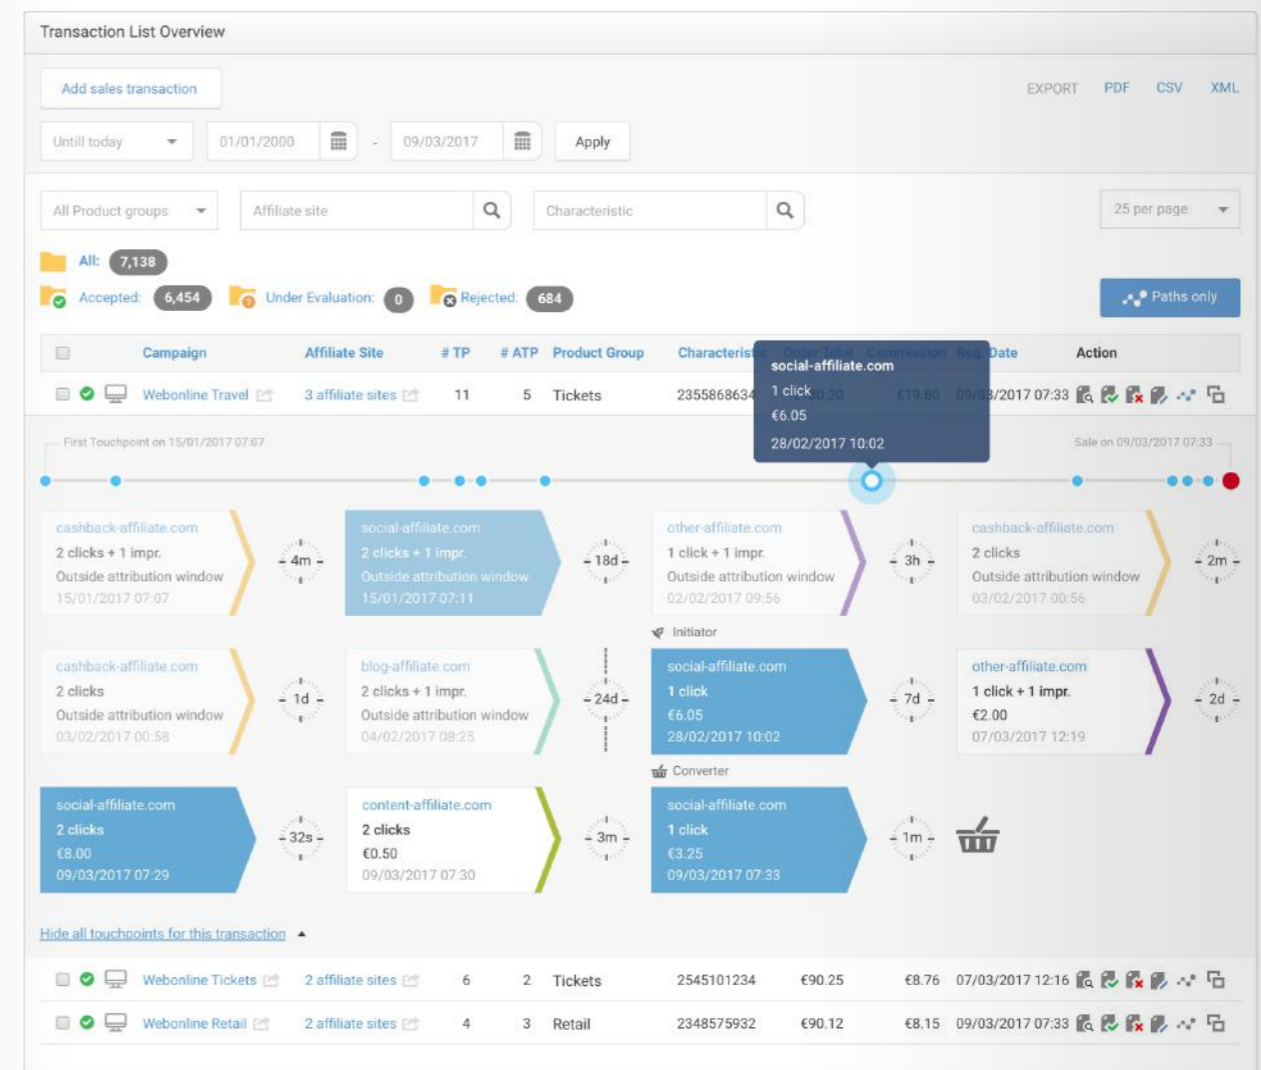 Transaction List Overview
Add sales transaction
EXPORT PDF CSV XML
Untill today 01/01/2000 - 09/03/2017 Apply
All Product groups Affiliate site Characteristic 25 per page
All: 7,138
Accepted: 6,454 Under Evaluation: 0 Rejected: 684 Paths only
Campaign Affiliate Site # TP # ATP Product Group Characteristic Order Total Commission Reg. Date Action
social-affiliate.com
1 click
€6.05
28/02/2017 10:02
Webonline Travel 3 affiliate sites 11 5 Tickets 2355868634 €19.80 09/03/2017 07:33
First Touchpoint on 15/01/2017 07:07 Sale on 09/03/2017 07:33
cashback-affiliate.com social-affiliate.com other-affiliate.com cashback-affiliate.com
2 clicks + 1 impr. - 4m - 2 clicks + 1 impr. - 18d - 1 click + 1 impr. - 3h - 2 clicks - 2m -
Outside attribution window Outside attribution window Outside attribution window Outside attribution window
15/01/2017 07:07 15/01/2017 07:11 02/02/2017 09:56 03/02/2017 00:56
Initiator
cashback-affiliate.com blog-affiliate.com social-affiliate.com other-affiliate.com
2 clicks - 1d - 2 clicks + 1 impr. - 24d - 1 click - 7d - 1 click + 1 impr. - 2d -
Outside attribution window Outside attribution window €6.05 €2.00
03/02/2017 00:58 04/02/2017 08:25 28/02/2017 10:02 07/03/2017 12:19
Converter
social-affiliate.com content-affiliate.com social-affiliate.com
2 clicks - 32s - 2 clicks - 3m - 1 click - 1m -
€8.00 €0.50 €3.25
09/03/2017 07:29 09/03/2017 07:30 09/03/2017 07:33
Hide all touchpoints for this transaction
Webonline Tickets 2 affiliate sites 6 2 Tickets 2545101234 €90.25 €8.76 07/03/2017 12:16
Webonline Retail 2 affiliate sites 4 3 Retail 2348575932 €90.12 €8.15 09/03/2017 07:33